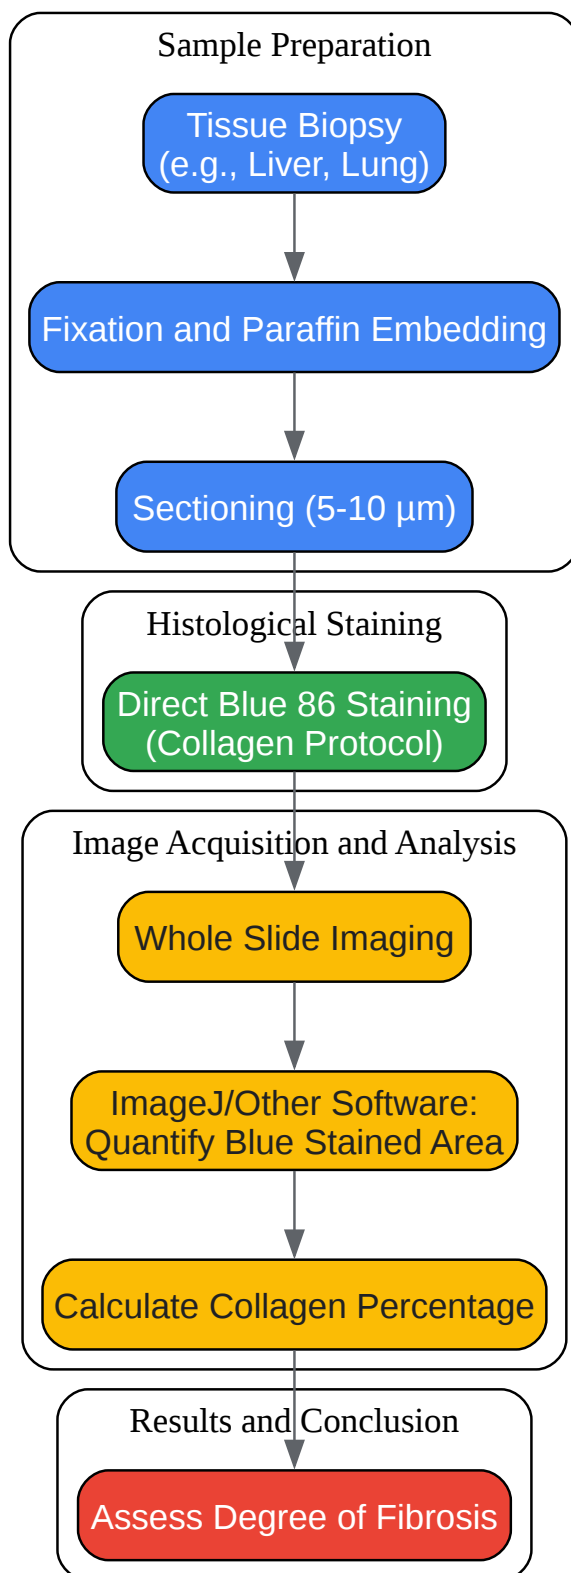 Sample Preparation
Tissue Biopsy
(e.g., Liver, Lung)
Fixation and Paraffin Embedding
Sectioning (5-10 µm)
Histological Staining
Direct Blue 86 Staining
(Collagen Protocol)
Image Acquisition and Analysis
Whole Slide Imaging
ImageJ/Other Software:
Quantify Blue Stained Area
Calculate Collagen Percentage
Results and Conclusion
Assess Degree of Fibrosis